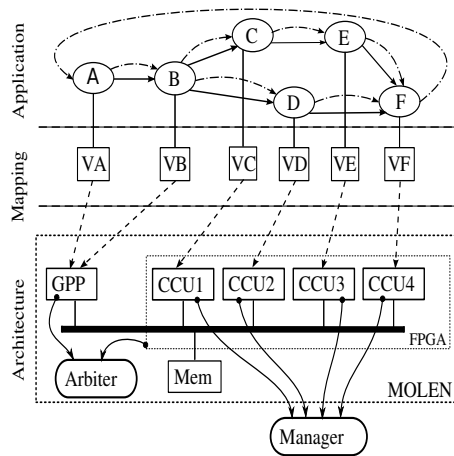 Application
C
E
A
B
D
F
Mapping
VA
VB
VC
VD
VE
VF
Architecture
GPP
CCU1
CCU2
CCU3
CCU4
FPGA
Arbiter
Mem
MOLEN
Manager